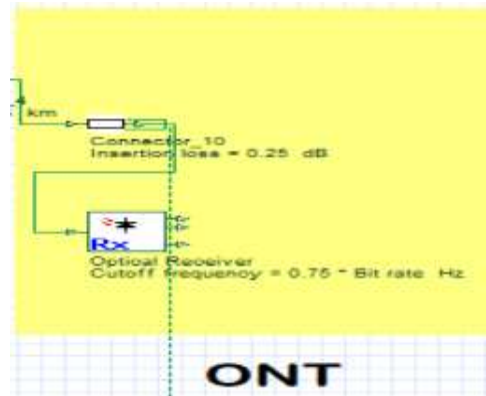 km
Connector_10
Insertion loss = 0.25 dB
Rx
Optical Receiver
Cutoff frequency = 0.75 * Bit rate Hz
ONT